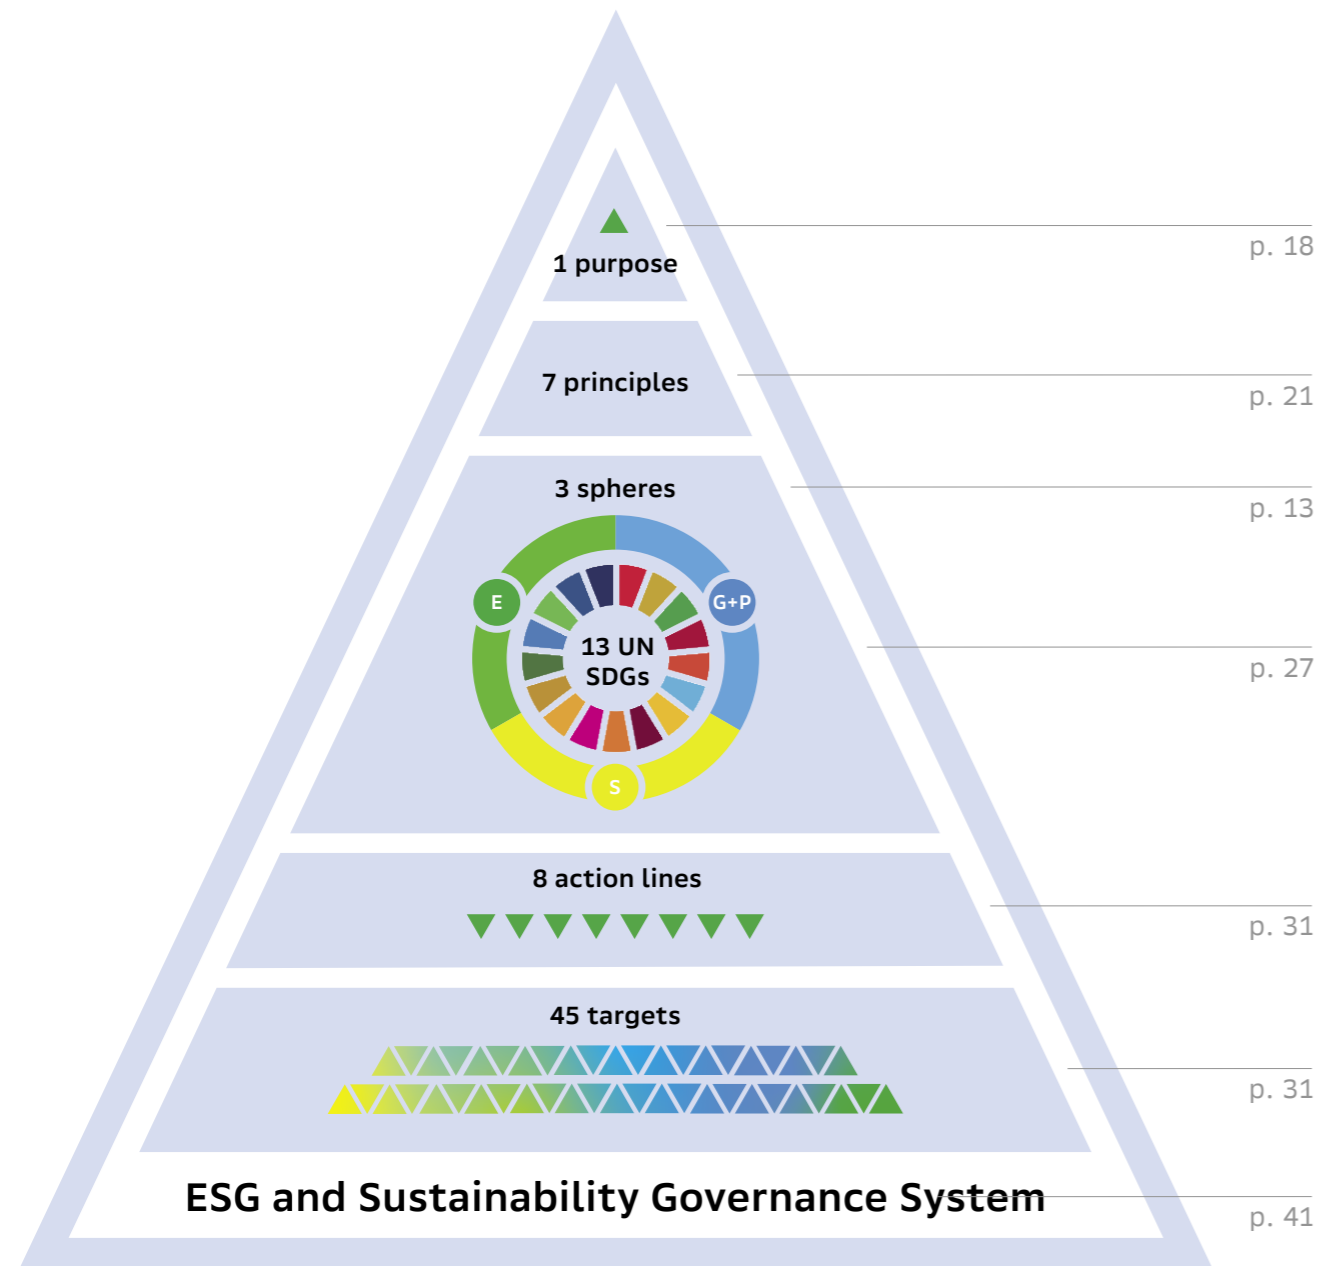 p. 18
1 purpose
7 principles
p. 21
3 spheres
p. 13
E
G+P
13 UN
SDGs
p. 27
S
8 action lines
p. 31
45 targets
p. 31
ESG and Sustainability Governance System
p. 41